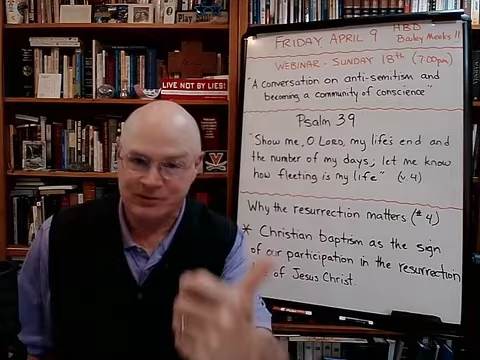 FRIDAY, APRIL 9
HBD
Bailey Meeks!!
WEBINAR - SUNDAY 18th (7:00pm)
"A conversation on anti-semitism and
becoming a community of conscience"
Psalm 39
"Show me, O LORD, my life's end and
the number of my days; let me know
how fleeting is my life" (v. 4)
Why the resurrection matters (#4)
* Christian baptism as the sign
of our participation in the resurrection
of Jesus Christ.
LIVE NOT BY LIES!
Play